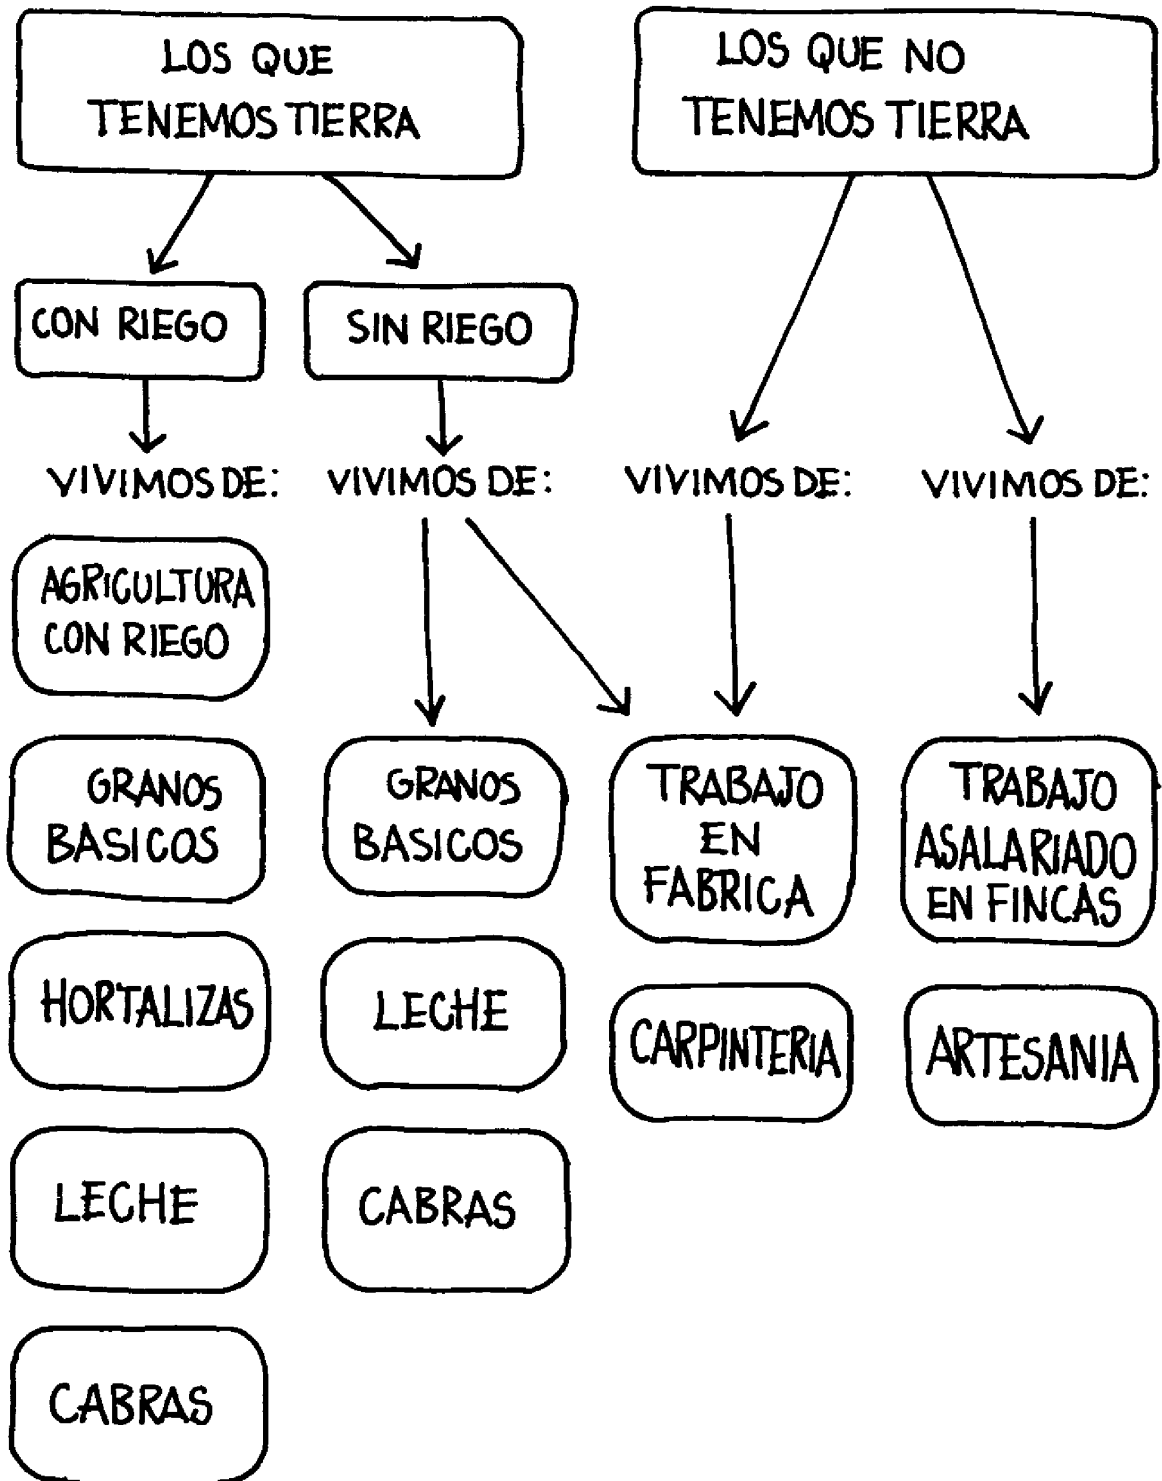 LOS QUE
TENEMOS TIERRA
LOS QUE NO
TENEMOS TIERRA
CON RIEGO
SIN RIEGO
VIVIMOS DE:
VIVIMOS DE:
VIVIMOS DE:
VIVIMOS DE:
AGRICULTURA
CON RIEGO
GRANOS
BASICOS
GRANOS
BASICOS
TRABAJO
EN
FABRICA
TRABAJO
ASALARIADO
EN FINCAS
HORTALIZAS
LECHE
CARPINTERIA
ARTESANIA
LECHE
CABRAS
CABRAS